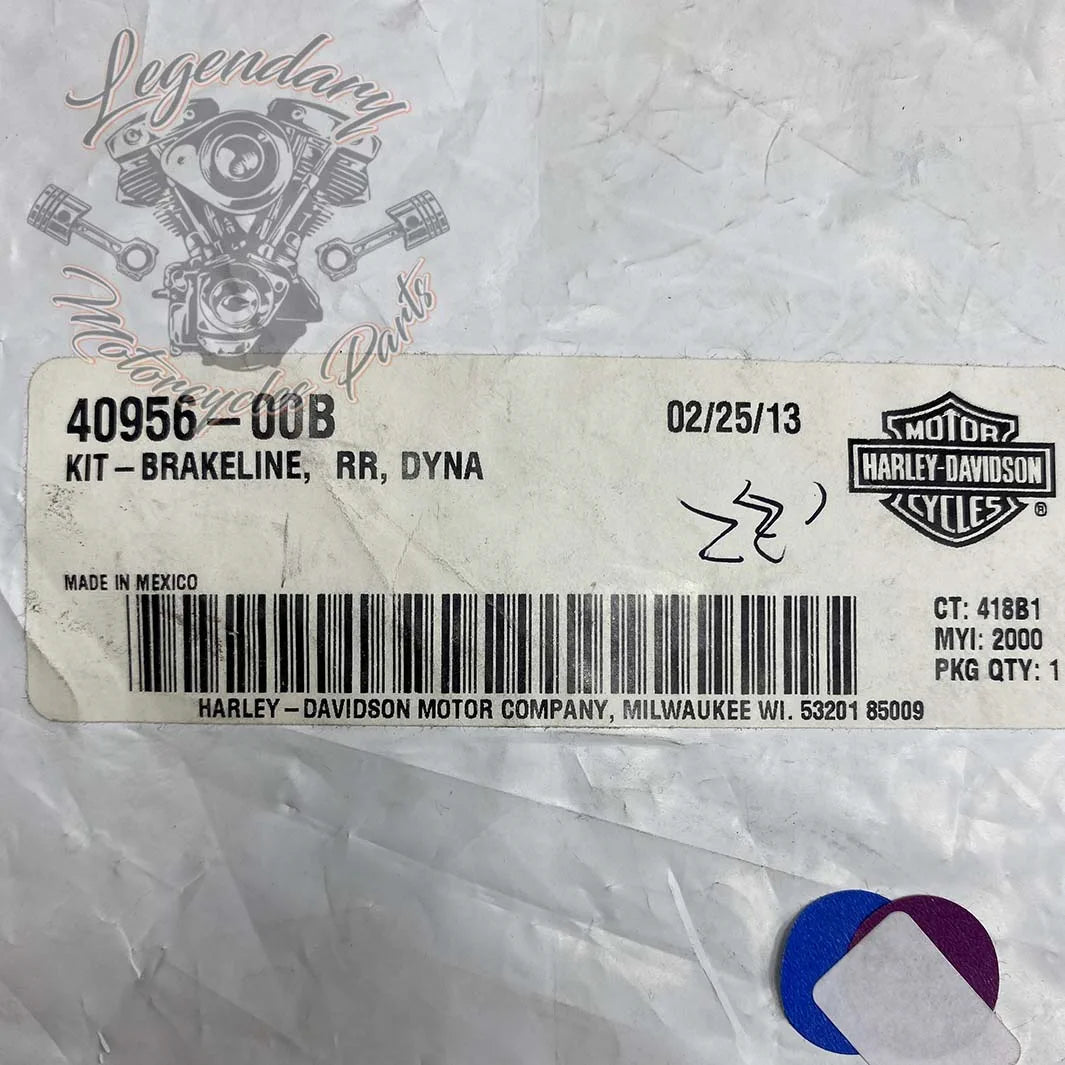 Legendary
Motorcycles Parts
40956-00B
02/25/13
KIT-BRAKELINE, RR, DYNA
MOTOR
HARLEY-DAVIDSON
CYCLES
®
MADE IN MEXICO
CT: 418B1
MYI: 2000
PKG QTY: 1
HARLEY-DAVIDSON MOTOR COMPANY, MILWAUKEE WI. 53201 85009